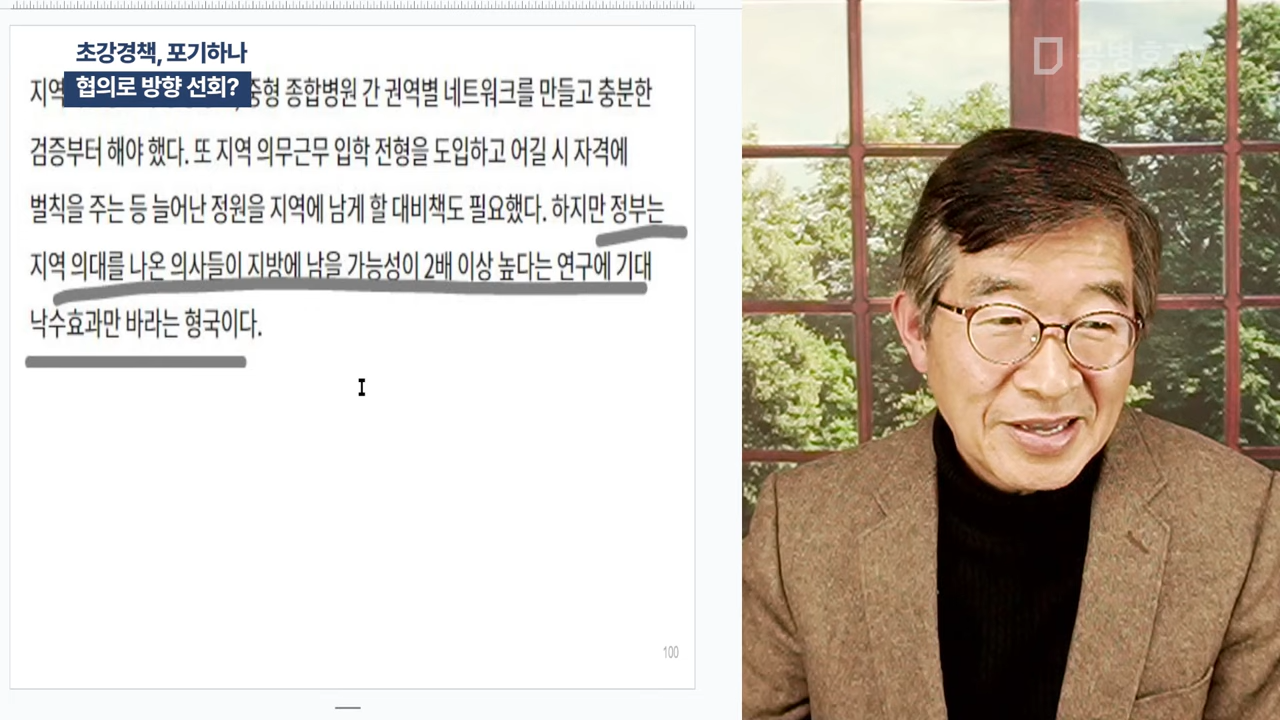 초강경책, 포기하나
협의로 방향 선회?
공병호
지역 중형 종합병원 간 권역별 네트워크를 만들고 충분한
검증부터 해야 했다. 또 지역 의무근무 입학 전형을 도입하고 어길 시 자격에
벌칙을 주는 등 늘어난 정원을 지역에 남게 할 대비책도 필요했다. 하지만 정부는
지역 의대를 나온 의사들이 지방에 남을 가능성이 2배 이상 높다는 연구에 기대
낙수효과만 바라는 형국이다.
100